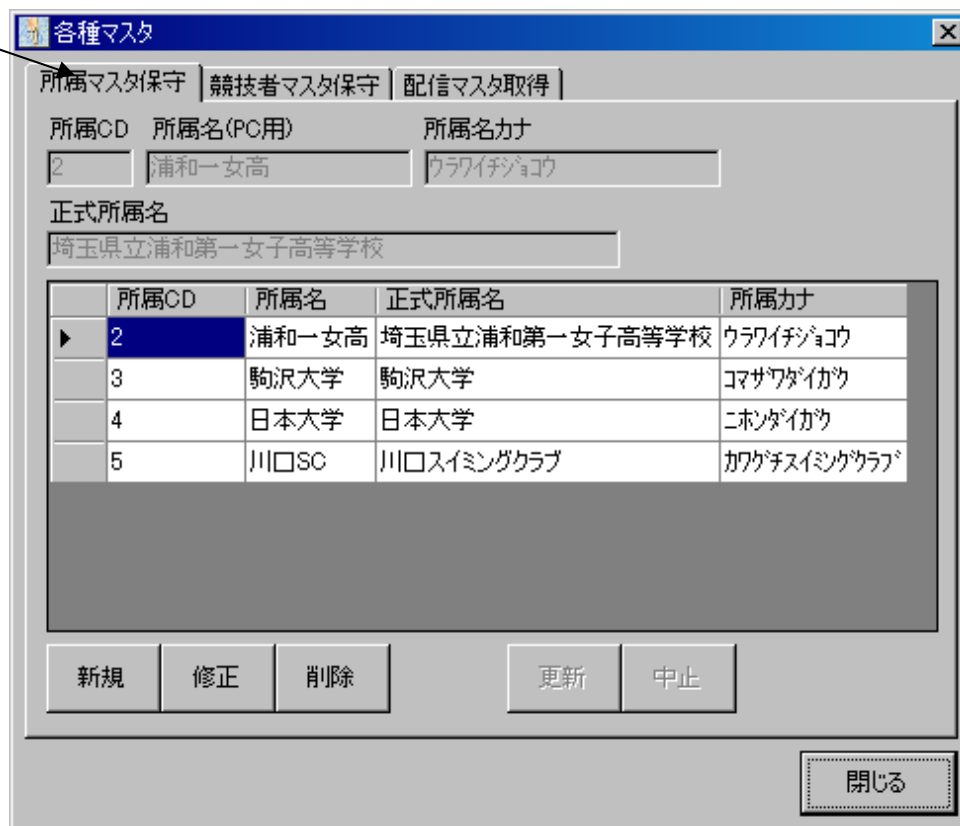 各種マスタ
所属マスタ保守 競技者マスタ保守 配信マスタ取得
所属CD 所属名(PC用) 所属名カナ
2 浦和一女高 ウラワイチジョコウ
正式所属名
埼玉県立浦和第一女子高等学校
所属CD 所属名 正式所属名 所属カナ
2 浦和一女高 埼玉県立浦和第一女子高等学校 ウラワイチジョコウ
3 駒沢大学 駒沢大学 コマザワダイガク
4 日本大学 日本大学 ニホンダイガク
5 川口SC 川口スイミングクラブ カワグチスイミングクラブ
新規 修正 削除 更新 中止
閉じる